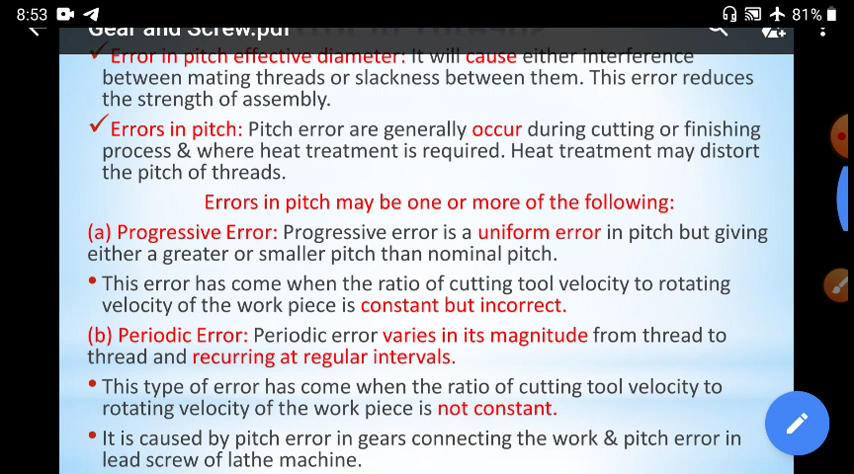 8:53 81%
Gear and Screw.pdf
✓ Error in pitch effective diameter: It will cause either interference
between mating threads or slackness between them. This error reduces
the strength of assembly.
✓ Errors in pitch: Pitch error are generally occur during cutting or finishing
process & where heat treatment is required. Heat treatment may distort
the pitch of threads.
Errors in pitch may be one or more of the following:
(a) Progressive Error: Progressive error is a uniform error in pitch but giving
either a greater or smaller pitch than nominal pitch.
• This error has come when the ratio of cutting tool velocity to rotating
velocity of the work piece is constant but incorrect.
(b) Periodic Error: Periodic error varies in its magnitude from thread to
thread and recurring at regular intervals.
• This type of error has come when the ratio of cutting tool velocity to
rotating velocity of the work piece is not constant.
• It is caused by pitch error in gears connecting the work & pitch error in
lead screw of lathe machine.